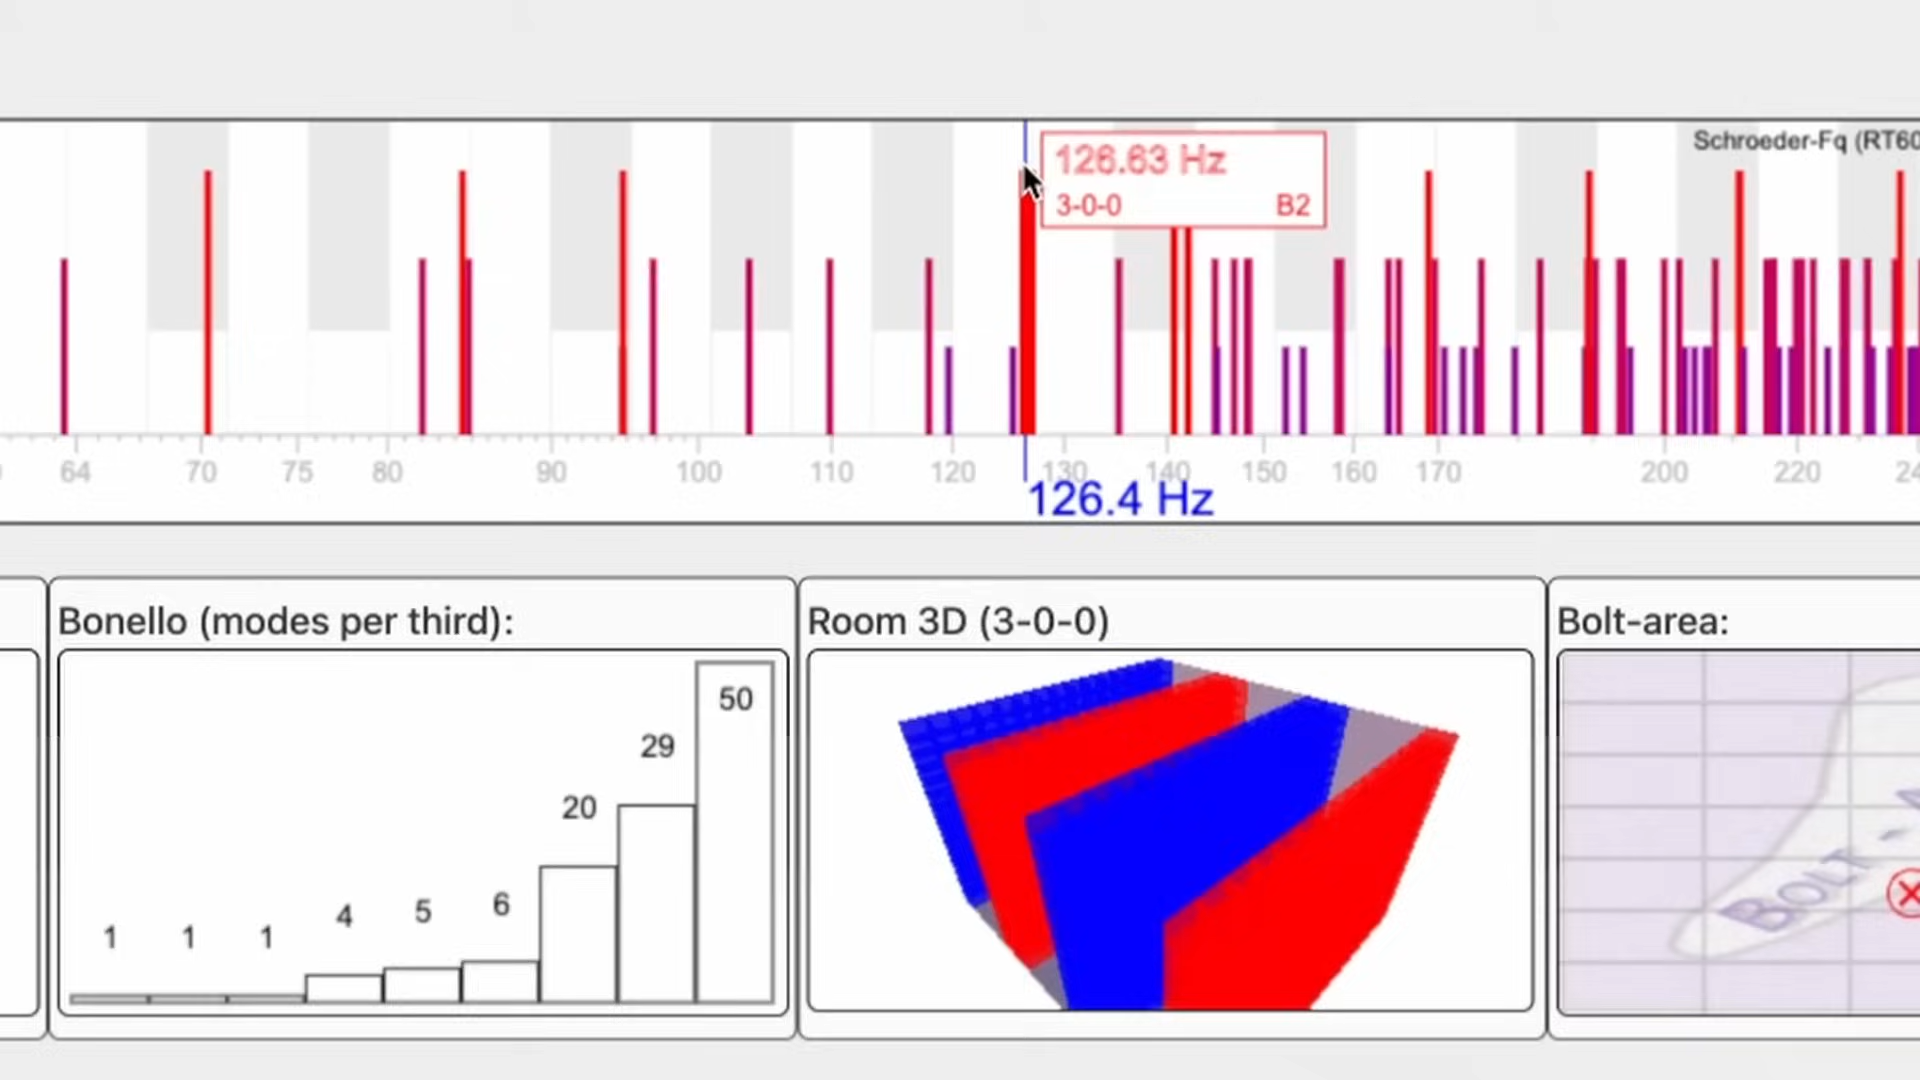 Schroeder-Fq (RT60
126.63 Hz
3-0-0 B2
64 70 75 80 90 100 110 120 130 140 150 160 170 200 220 24
126.4 Hz
Bonello (modes per third):
50
29
20
6
5
4
1 1 1
Room 3D (3-0-0)
Bolt-area:
BOLT - A